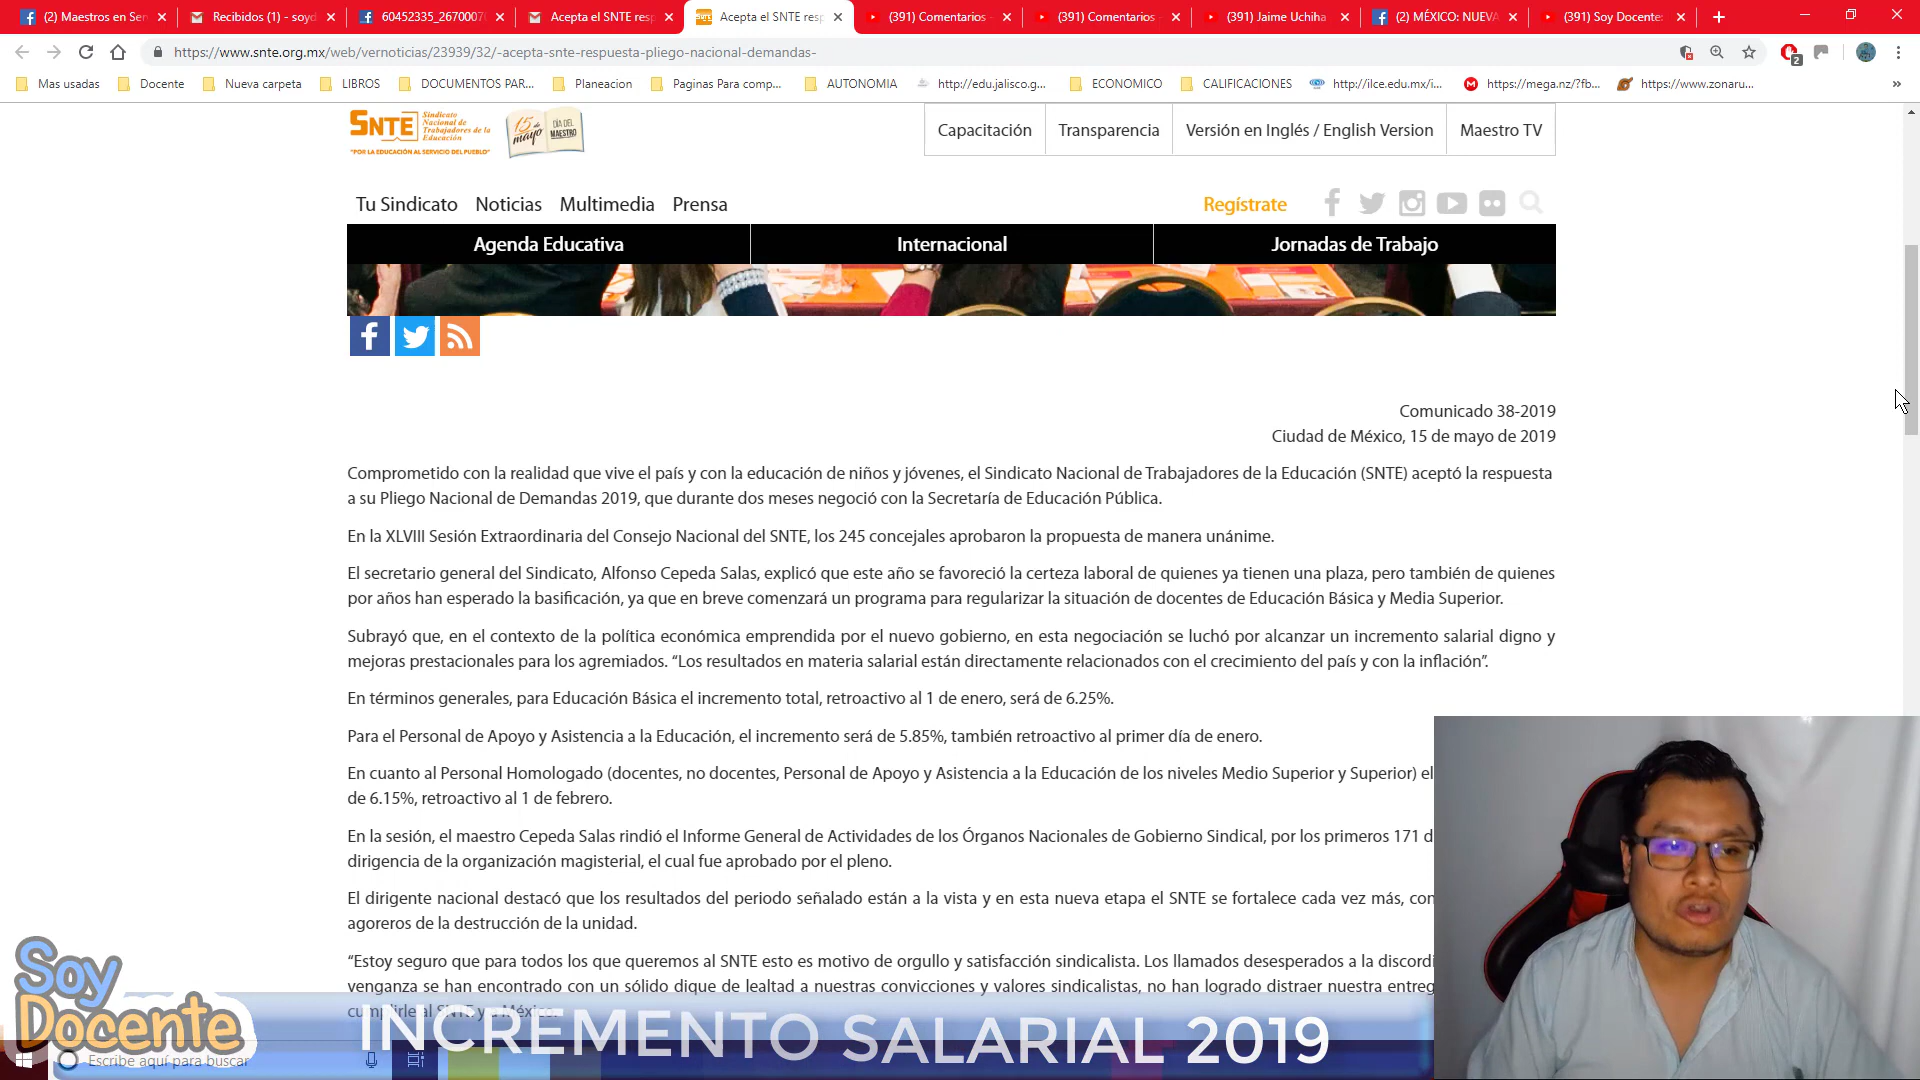 (2) Maestros en Ser
Recibidos (1) - soyd
60452335_26700070
Acepta el SNTE resp
Acepta el SNTE resp
(391) Comentarios -
(391) Comentarios -
(391) Jaime Uchiha
(2) MÉXICO: NUEVA
(391) Soy Docente:
https://www.snte.org.mx/web/vernoticias/23939/32/-acepta-snte-respuesta-pliego-nacional-demandas-
2
Mas usadas
Docente
Nueva carpeta
LIBROS
DOCUMENTOS PAR...
Planeacion
Paginas Para comp...
AUTONOMIA
http://edu.jalisco.g...
ECONOMICO
CALIFICACIONES
http://ilce.edu.mx/i...
https://mega.nz/?fb...
https://www.zonaru...
SNTE Sindicato Nacional de Trabajadores de la Educación
"POR LA EDUCACIÓN AL SERVICIO DEL PUEBLO"
15 de mayo DÍA DEL MAESTRO
Capacitación
Transparencia
Versión en Inglés / English Version
Maestro TV
Tu Sindicato Noticias Multimedia Prensa
Regístrate
Agenda Educativa
Internacional
Jornadas de Trabajo
Comunicado 38-2019
Ciudad de México, 15 de mayo de 2019
Comprometido con la realidad que vive el país y con la educación de niños y jóvenes, el Sindicato Nacional de Trabajadores de la Educación (SNTE) aceptó la respuesta
a su Pliego Nacional de Demandas 2019, que durante dos meses negoció con la Secretaría de Educación Pública.
En la XLVIII Sesión Extraordinaria del Consejo Nacional del SNTE, los 245 concejales aprobaron la propuesta de manera unánime.
El secretario general del Sindicato, Alfonso Cepeda Salas, explicó que este año se favoreció la certeza laboral de quienes ya tienen una plaza, pero también de quienes
por años han esperado la basificación, ya que en breve comenzará un programa para regularizar la situación de docentes de Educación Básica y Media Superior.
Subrayó que, en el contexto de la política económica emprendida por el nuevo gobierno, en esta negociación se luchó por alcanzar un incremento salarial digno y
mejoras prestacionales para los agremiados. “Los resultados en materia salarial están directamente relacionados con el crecimiento del país y con la inflación”.
En términos generales, para Educación Básica el incremento total, retroactivo al 1 de enero, será de 6.25%.
Para el Personal de Apoyo y Asistencia a la Educación, el incremento será de 5.85%, también retroactivo al primer día de enero.
En cuanto al Personal Homologado (docentes, no docentes, Personal de Apoyo y Asistencia a la Educación de los niveles Medio Superior y Superior) el
de 6.15%, retroactivo al 1 de febrero.
En la sesión, el maestro Cepeda Salas rindió el Informe General de Actividades de los Órganos Nacionales de Gobierno Sindical, por los primeros 171 d
dirigencia de la organización magisterial, el cual fue aprobado por el pleno.
El dirigente nacional destacó que los resultados del periodo señalado están a la vista y en esta nueva etapa el SNTE se fortalece cada vez más, con
agoreros de la destrucción de la unidad.
“Estoy seguro que para todos los que queremos al SNTE esto es motivo de orgullo y satisfacción sindicalista. Los llamados desesperados a la discordi
venganza se han encontrado con un sólido dique de lealtad a nuestras convicciones y valores sindicalistas, no han logrado distraer nuestra entreg
cumplirle al SNTE y a México.
Soy Docente
INCREMENTO SALARIAL 2019
Escribe aquí para buscar